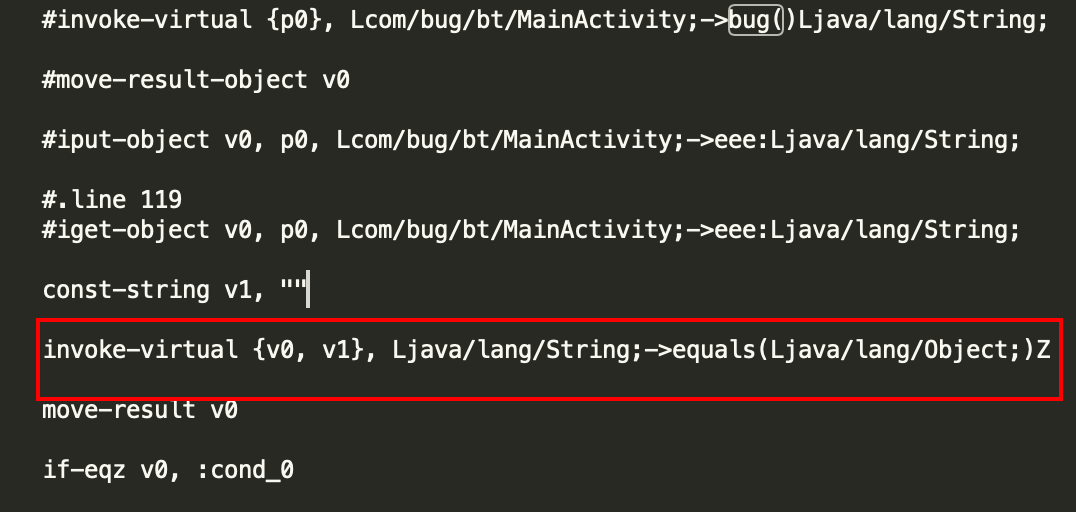 #invoke-virtual {p0}, Lcom/bug/bt/MainActivity;->bug()Ljava/lang/String;
#move-result-object v0
#iput-object v0, p0, Lcom/bug/bt/MainActivity;->eee:Ljava/lang/String;
#.line 119
#iget-object v0, p0, Lcom/bug/bt/MainActivity;->eee:Ljava/lang/String;
const-string v1, ""
invoke-virtual {v0, v1}, Ljava/lang/String;->equals(Ljava/lang/Object;)Z
move-result v0
if-eqz v0, :cond_0